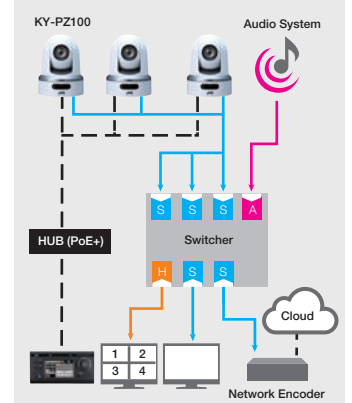 KY-PZ100
Audio System
S S S A
Switcher
HUB (PoE+)
H S S
Cloud
1 2
3 4
Network Encoder